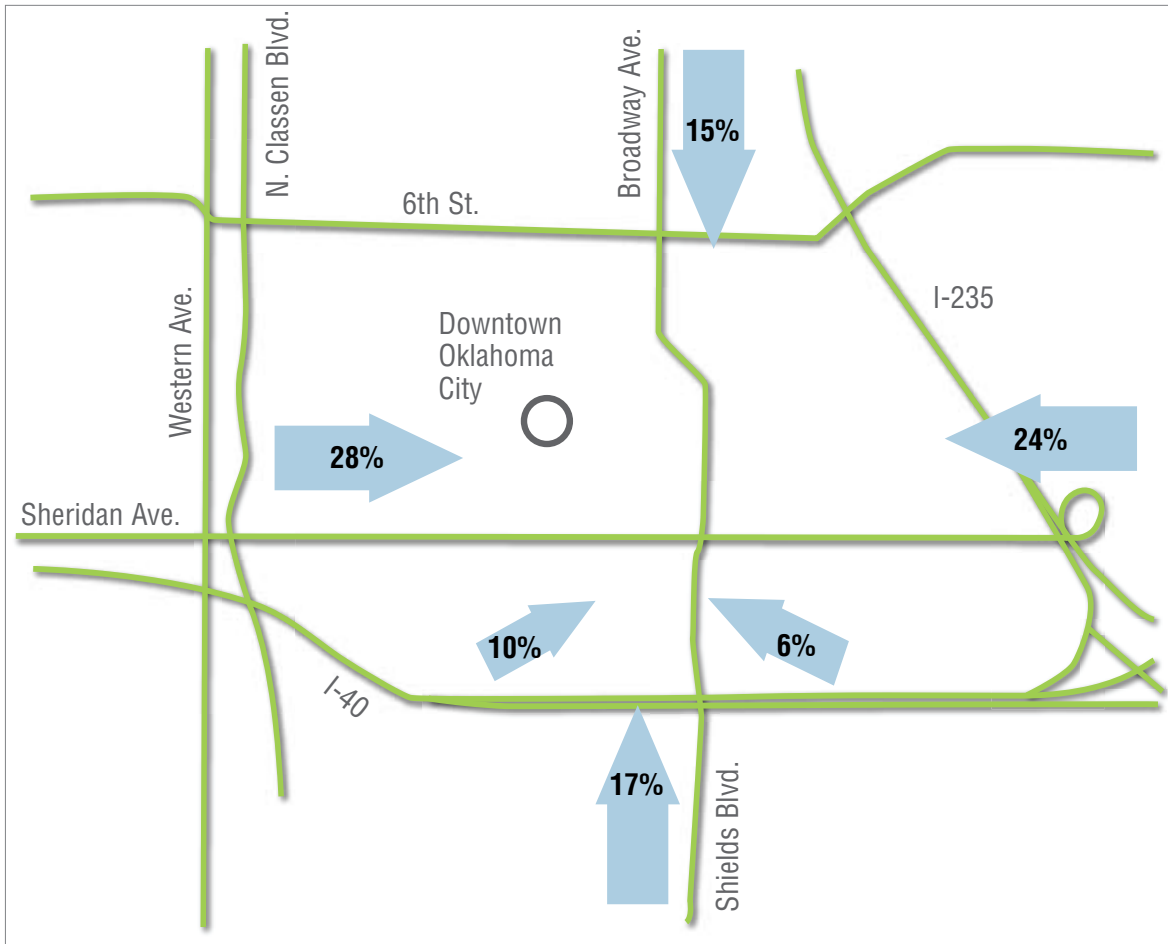 N. Classen Blvd.
Broadway Ave.
15%
6th St.
Western Ave.
I-235
Downtown
Oklahoma
City
28%
24%
Sheridan Ave.
10%
6%
I-40
17%
Shields Blvd.